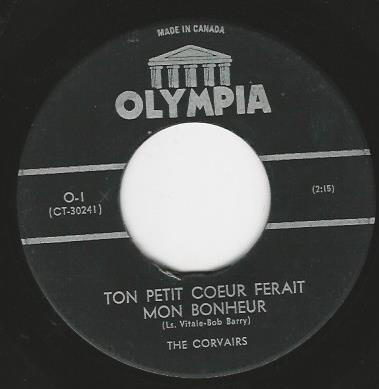 MADE IN CANADA
OLYMPIA
O-1
(CT-30241)
(2:15)
TON PETIT COEUR FERAIT
MON BONHEUR
(Ls. Vitale-Bob Barry)
THE CORVAIRS